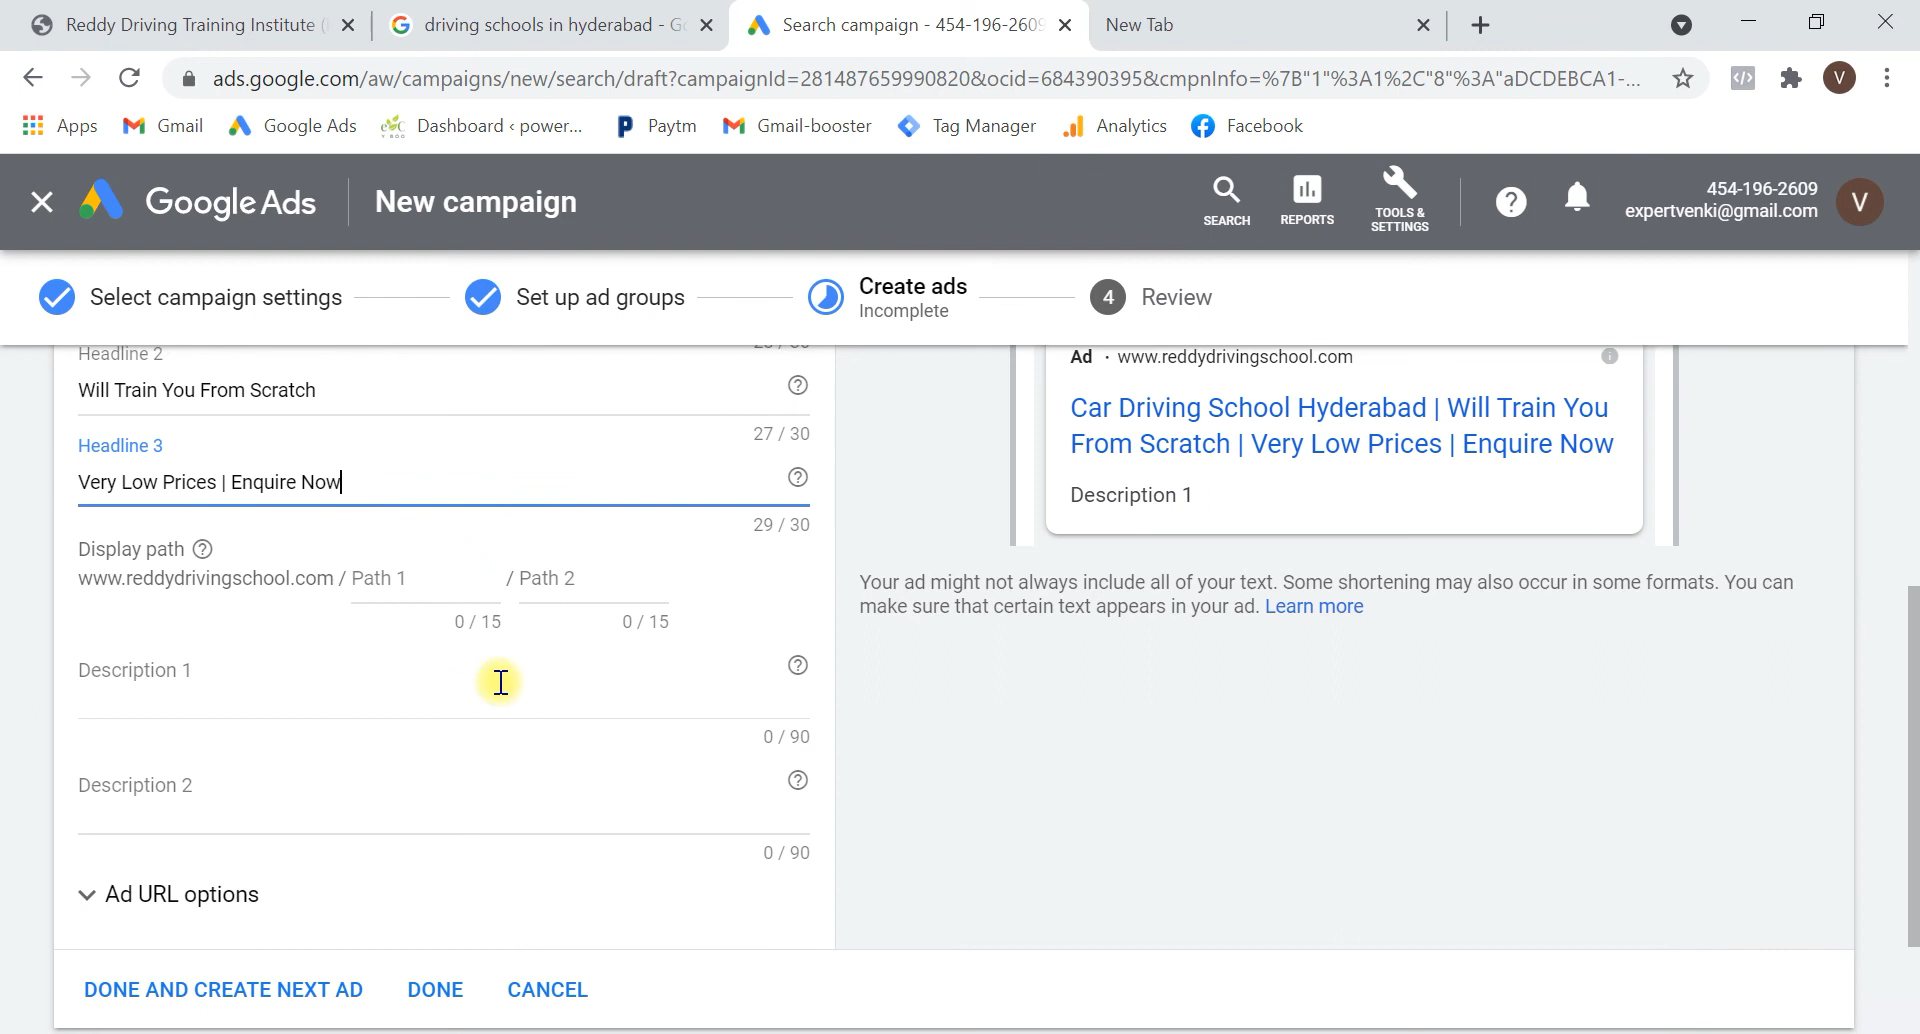 Reddy Driving Training Institute (
driving schools in hyderabad - Go
Search campaign - 454-196-2609
New Tab
ads.google.com/aw/campaigns/new/search/draft?campaignId=281487659990820&ocid=684390395&cmpnInfo=%7B"1"%3A1%2C"8"%3A"aDCDEBCA1-...
V
Apps
Gmail
Google Ads
Dashboard ‹ power...
Paytm
Gmail-booster
Tag Manager
Analytics
Facebook
Google Ads
New campaign
SEARCH
REPORTS
TOOLS &
SETTINGS
454-196-2609
expertvenki@gmail.com
V
Select campaign settings
Set up ad groups
Create ads
Incomplete
4
Review
Headline 2
Will Train You From Scratch
27 / 30
Headline 3
Very Low Prices | Enquire Now
29 / 30
Display path
www.reddydrivingschool.com / Path 1 / Path 2
0 / 15
0 / 15
Description 1
0 / 90
Description 2
0 / 90
Ad URL options
DONE AND CREATE NEXT AD
DONE
CANCEL
Ad · www.reddydrivingschool.com
Car Driving School Hyderabad | Will Train You
From Scratch | Very Low Prices | Enquire Now
Description 1
Your ad might not always include all of your text. Some shortening may also occur in some formats. You can
make sure that certain text appears in your ad. Learn more